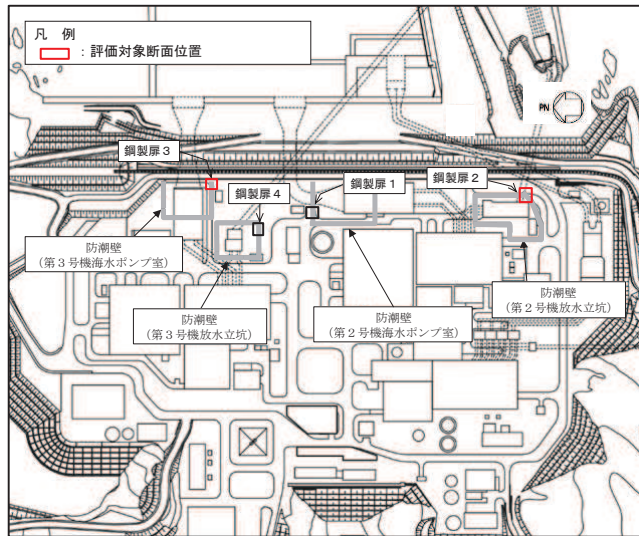 凡 例
：評価対象断面位置
PN
鋼製扉3
鋼製扉4
鋼製扉1
鋼製扉2
防潮壁
（第3号機海水ポンプ室）
防潮壁
（第3号機放水立坑）
防潮壁
（第2号機海水ポンプ室）
防潮壁
（第2号機放水立坑）